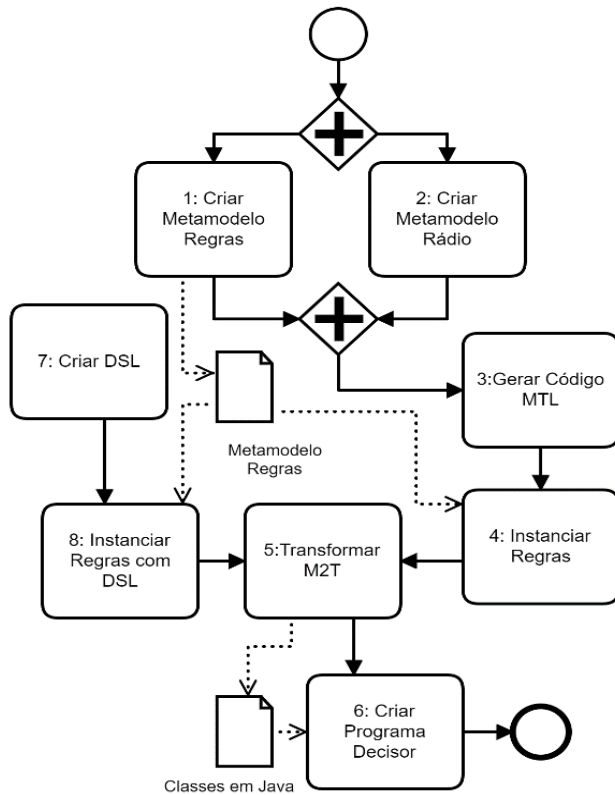 1: Criar
Metamodelo
Regras
2: Criar
Metamodelo
Rádio
7: Criar DSL
3:Gerar Código
MTL
Metamodelo
Regras
8: Instanciar
Regras com
DSL
5:Transformar
M2T
4: Instanciar
Regras
6: Criar
Programa
Decisor
Classes em Java